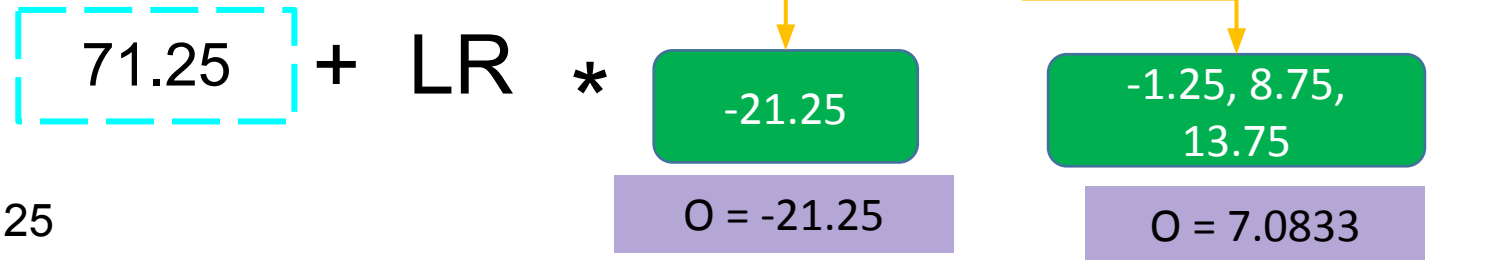 71.25 + LR * -21.25
-1.25, 8.75,
13.75
25
O = -21.25
O = 7.0833